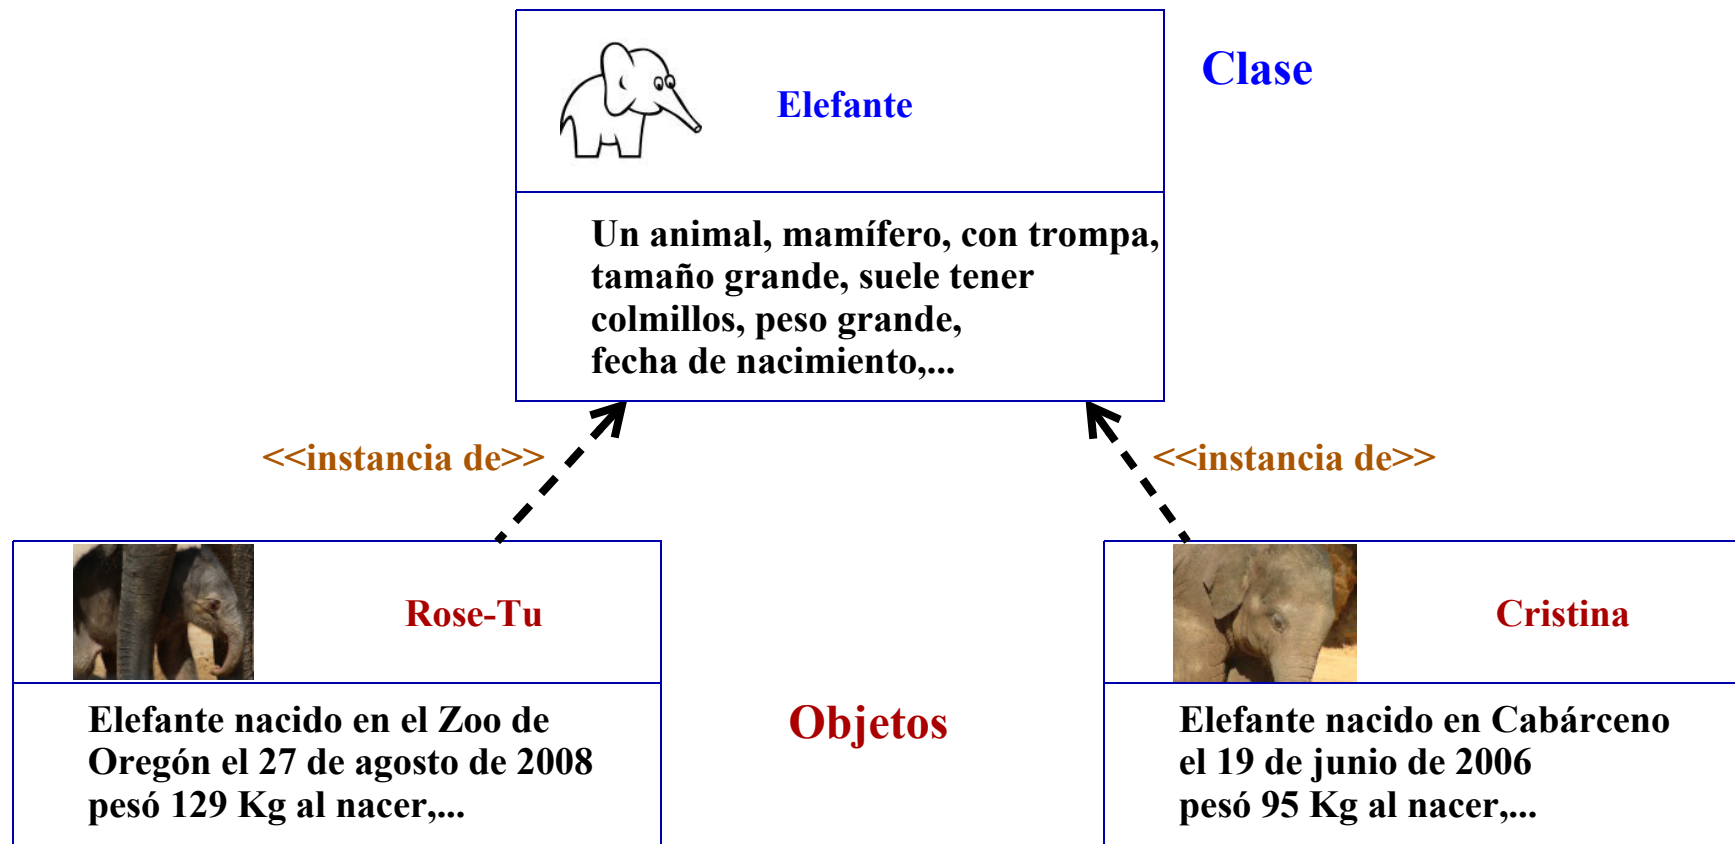 Clase
Elefante
Un animal, mamífero, con trompa,
tamaño grande, suele tener
colmillos, peso grande,
fecha de nacimiento,...
<<instancia de>>
<<instancia de>>
Rose-Tu
Elefante nacido en el Zoo de
Oregón el 27 de agosto de 2008
pesó 129 Kg al nacer,...
Objetos
Cristina
Elefante nacido en Cabárceno
el 19 de junio de 2006
pesó 95 Kg al nacer,...